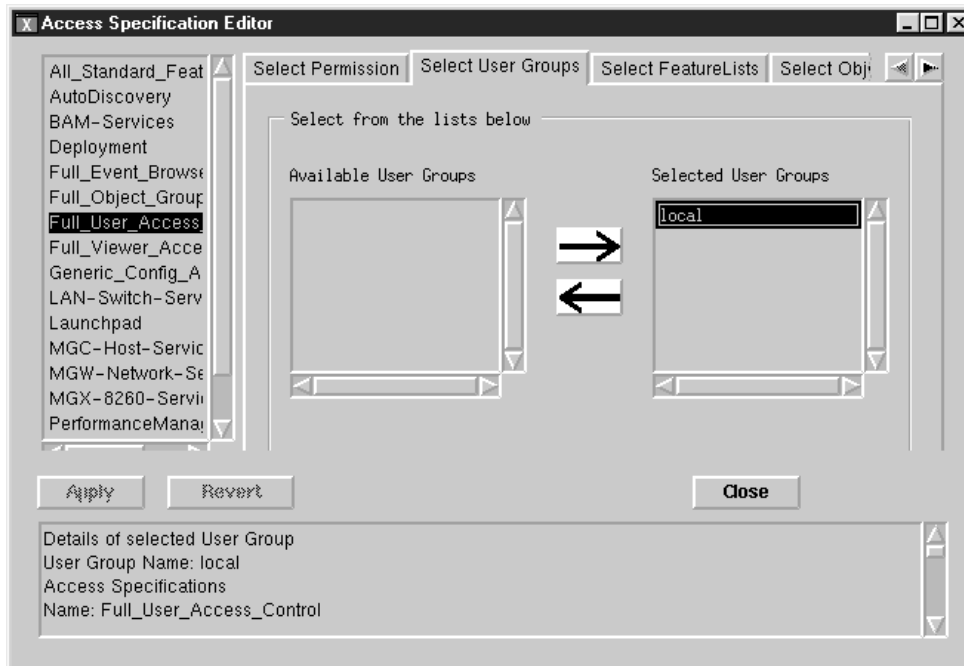 X Access Specification Editor
All_Standard_Feat
AutoDiscovery
BAM-Services
Deployment
Full_Event_Browse
Full_Object_Group
Full_User_Access_
Full_Viewer_Acce
Generic_Config_A
LAN-Switch-Serv
Launchpad
MGC-Host-Servic
MGW-Network-Se
MGX-8260-Servi
PerformanceMana
Select Permission
Select User Groups
Select FeatureLists
Select Obj
Select from the lists below
Available User Groups
Selected User Groups
local
Apply
Revert
Close
Details of selected User Group
User Group Name: local
Access Specifications
Name: Full_User_Access_Control